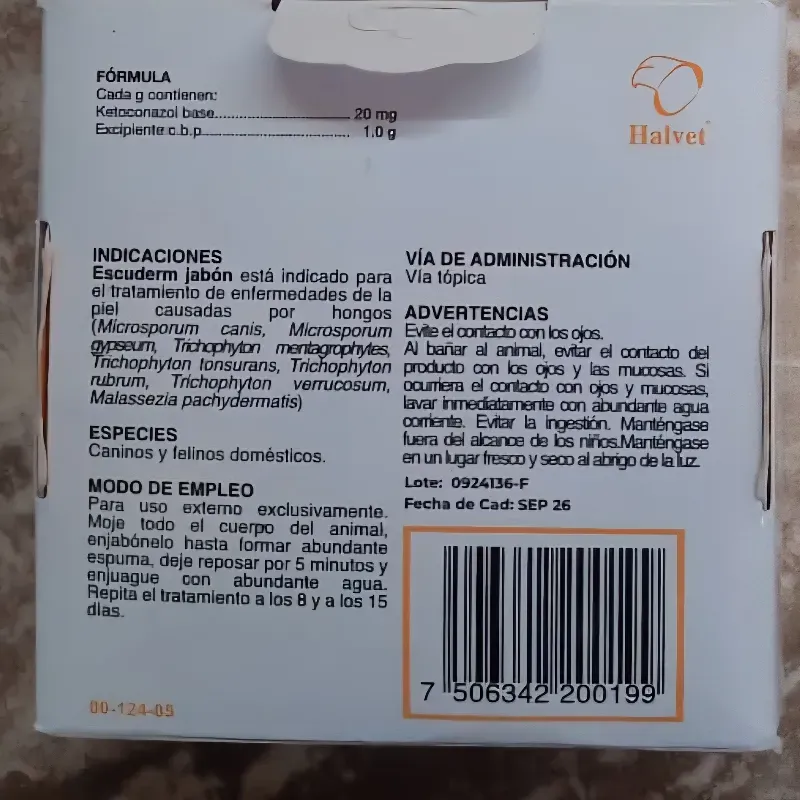 FÓRMULA
Cada g contienen:
Ketoconazol base.......................... 20 mg
Excipiente c.b.p............................. 1.0 g
Halvet
INDICACIONES
Escuderm jabón está indicado para
el tratamiento de enfermedades de la
piel causadas por hongos
(Microsporum canis, Microsporum
gypseum, Trichophyton mentagrophytes,
Trichophyton tonsurans, Trichophyton
rubrum, Trichophyton verrucosum,
Malassezia pachydermatis)
ESPECIES
Caninos y felinos domésticos.
MODO DE EMPLEO
Para uso externo exclusivamente.
Moje todo el cuerpo del animal,
enjabónelo hasta formar abundante
espuma, deje reposar por 5 minutos y
enjuague con abundante agua.
Repita el tratamiento a los 8 y a los 15
días.
00-124-05
VÍA DE ADMINISTRACIÓN
Vía tópica
ADVERTENCIAS
Evite el contacto con los ojos.
Al bañar al animal, evitar el contacto del
producto con los ojos y las mucosas. Si
ocurriera el contacto con ojos y mucosas,
lavar inmediatamente con abundante agua
corriente. Evitar la ingestión. Manténgase
fuera del alcance de los niños.Manténgase
en un lugar fresco y seco al abrigo de la luz.
Lote: 0924136-F
Fecha de Cad: SEP 26
7 506342 200199